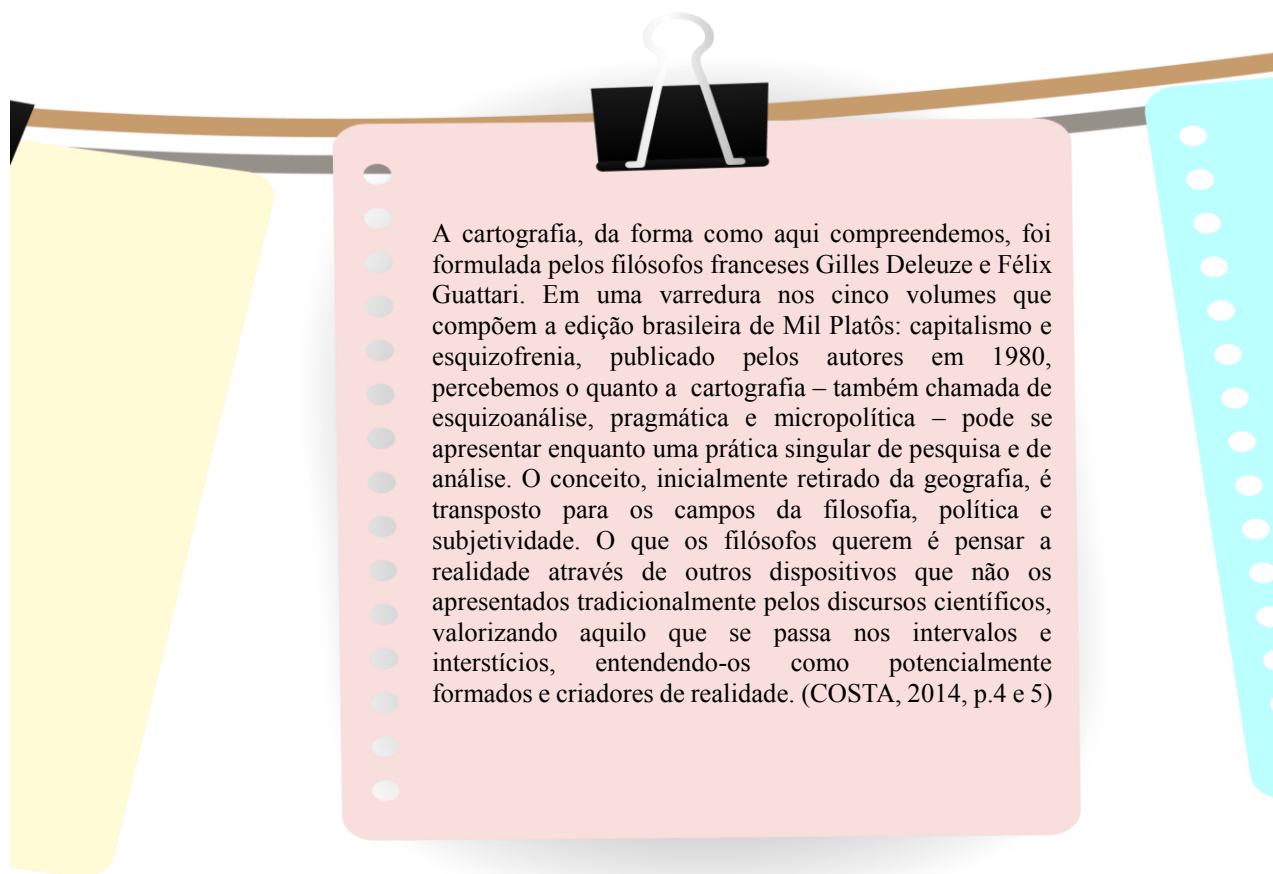 A cartografia, da forma como aqui compreendemos, foi
formulada pelos filósofos franceses Gilles Deleuze e Félix
Guattari. Em uma varredura nos cinco volumes que
compõem a edição brasileira de Mil Platôs: capitalismo e
esquizofrenia, publicado pelos autores em 1980,
percebemos o quanto a cartografia – também chamada de
esquizoanálise, pragmática e micropolítica – pode se
apresentar enquanto uma prática singular de pesquisa e de
análise. O conceito, inicialmente retirado da geografia, é
transposto para os campos da filosofia, política e
subjetividade. O que os filósofos querem é pensar a
realidade através de outros dispositivos que não os
apresentados tradicionalmente pelos discursos científicos,
valorizando aquilo que se passa nos intervalos e
interstícios, entendendo-os como potencialmente
formados e criadores de realidade. (COSTA, 2014, p.4 e 5)